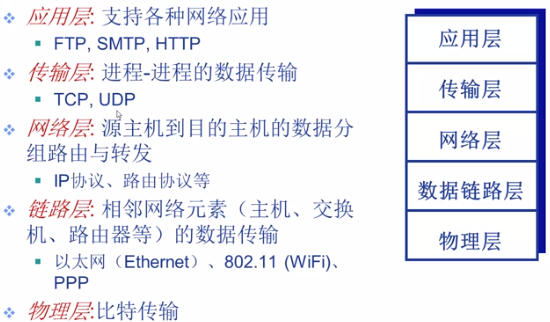 应用层: 支持各种网络应用
FTP, SMTP, HTTP
传输层: 进程-进程的数据传输
TCP, UDP
网络层: 源主机到目的主机的数据分
组路由与转发
IP协议、路由协议等
链路层: 相邻网络元素（主机、交换
机、路由器等）的数据传输
以太网（Ethernet）、802.11 (WiFi)、
PPP
物理层:比特传输
应用层
传输层
网络层
数据链路层
物理层